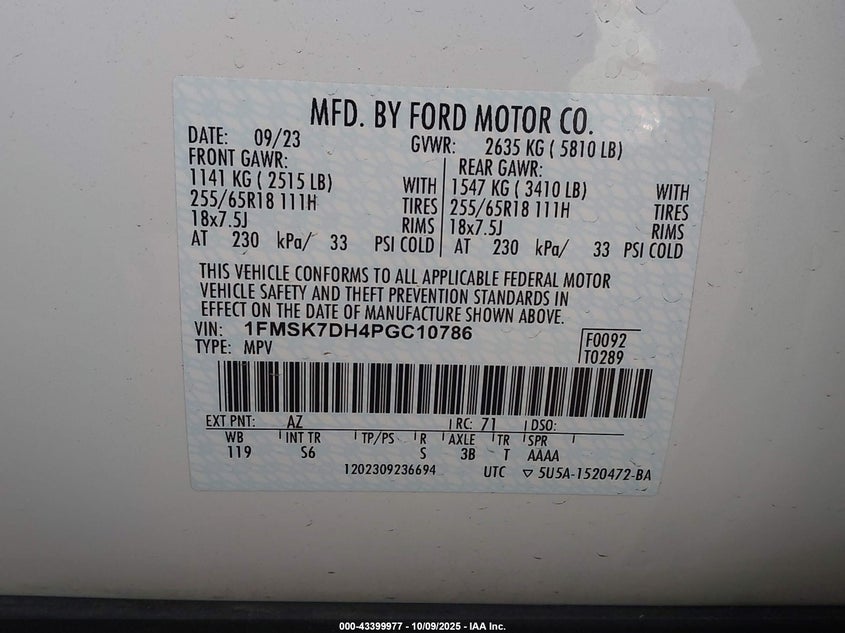 MFD. BY FORD MOTOR CO.
DATE: 09/23 GVWR: 2635 KG ( 5810 LB)
FRONT GAWR: REAR GAWR:
1141 KG ( 2515 LB) WITH 1547 KG ( 3410 LB) WITH
255/65R18 111H TIRES 255/65R18 111H TIRES
18x7.5J RIMS 18x7.5J RIMS
AT 230 kPa/ 33 PSI COLD AT 230 kPa/ 33 PSI COLD
THIS VEHICLE CONFORMS TO ALL APPLICABLE FEDERAL MOTOR
VEHICLE SAFETY AND THEFT PREVENTION STANDARDS IN
EFFECT ON THE DATE OF MANUFACTURE SHOWN ABOVE.
VIN: 1FMSK7DH4PGC10786 F0092
TYPE: MPV T0289
EXT PNT: AZ RC: 71 DSO:
WB INT TR TP/PS R AXLE TR SPR
119 S6 S 3B T AAAA
1202309236694 UTC ▽ 5U5A-1520472-BA
000-43399977 - 10/09/2025 - IAA Inc.